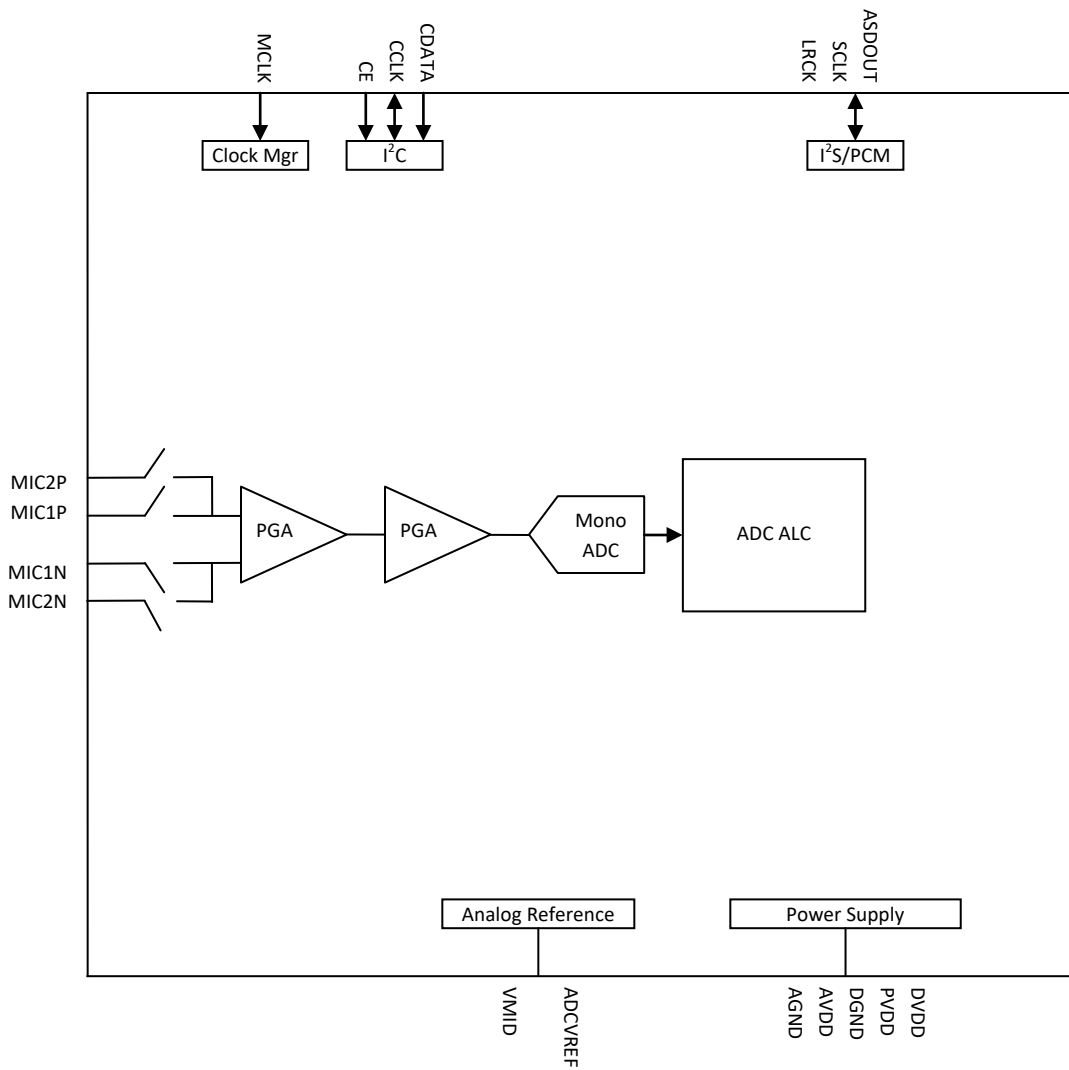 MCLK
CE
CCLK
CDATA
LRCK
SCLK
ASDOUT
Clock Mgr
I²C
I²S/PCM
MIC2P
MIC1P
MIC1N
MIC2N
PGA
PGA
Mono
ADC
ADC ALC
Analog Reference
Power Supply
VMID
ADCVREF
AGND
AVDD
DGND
PVDD
DVDD